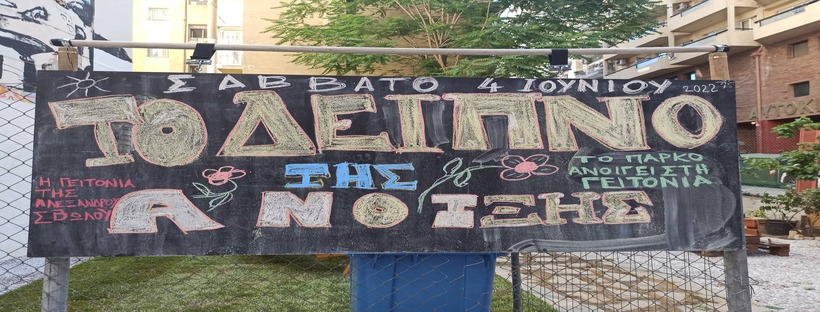 ΣΑΒΒΑΤΟ 4 ΙΟΥΝΙΟΥ 2022
ΤΟ ΔΕΙΠΝΟ
ΤΗΣ
ΑΝΟΙΞΗΣ
Η ΓΕΙΤΟΝΙΑ
ΤΗΣ
ΑΛΕΞΑΝΔΡΟΥ
ΣΒΩΛΟΥ
ΤΟ ΠΑΡΚΟ
ΑΝΟΙΓΕΙ ΣΤΗ
ΓΕΙΤΟΝΙΑ